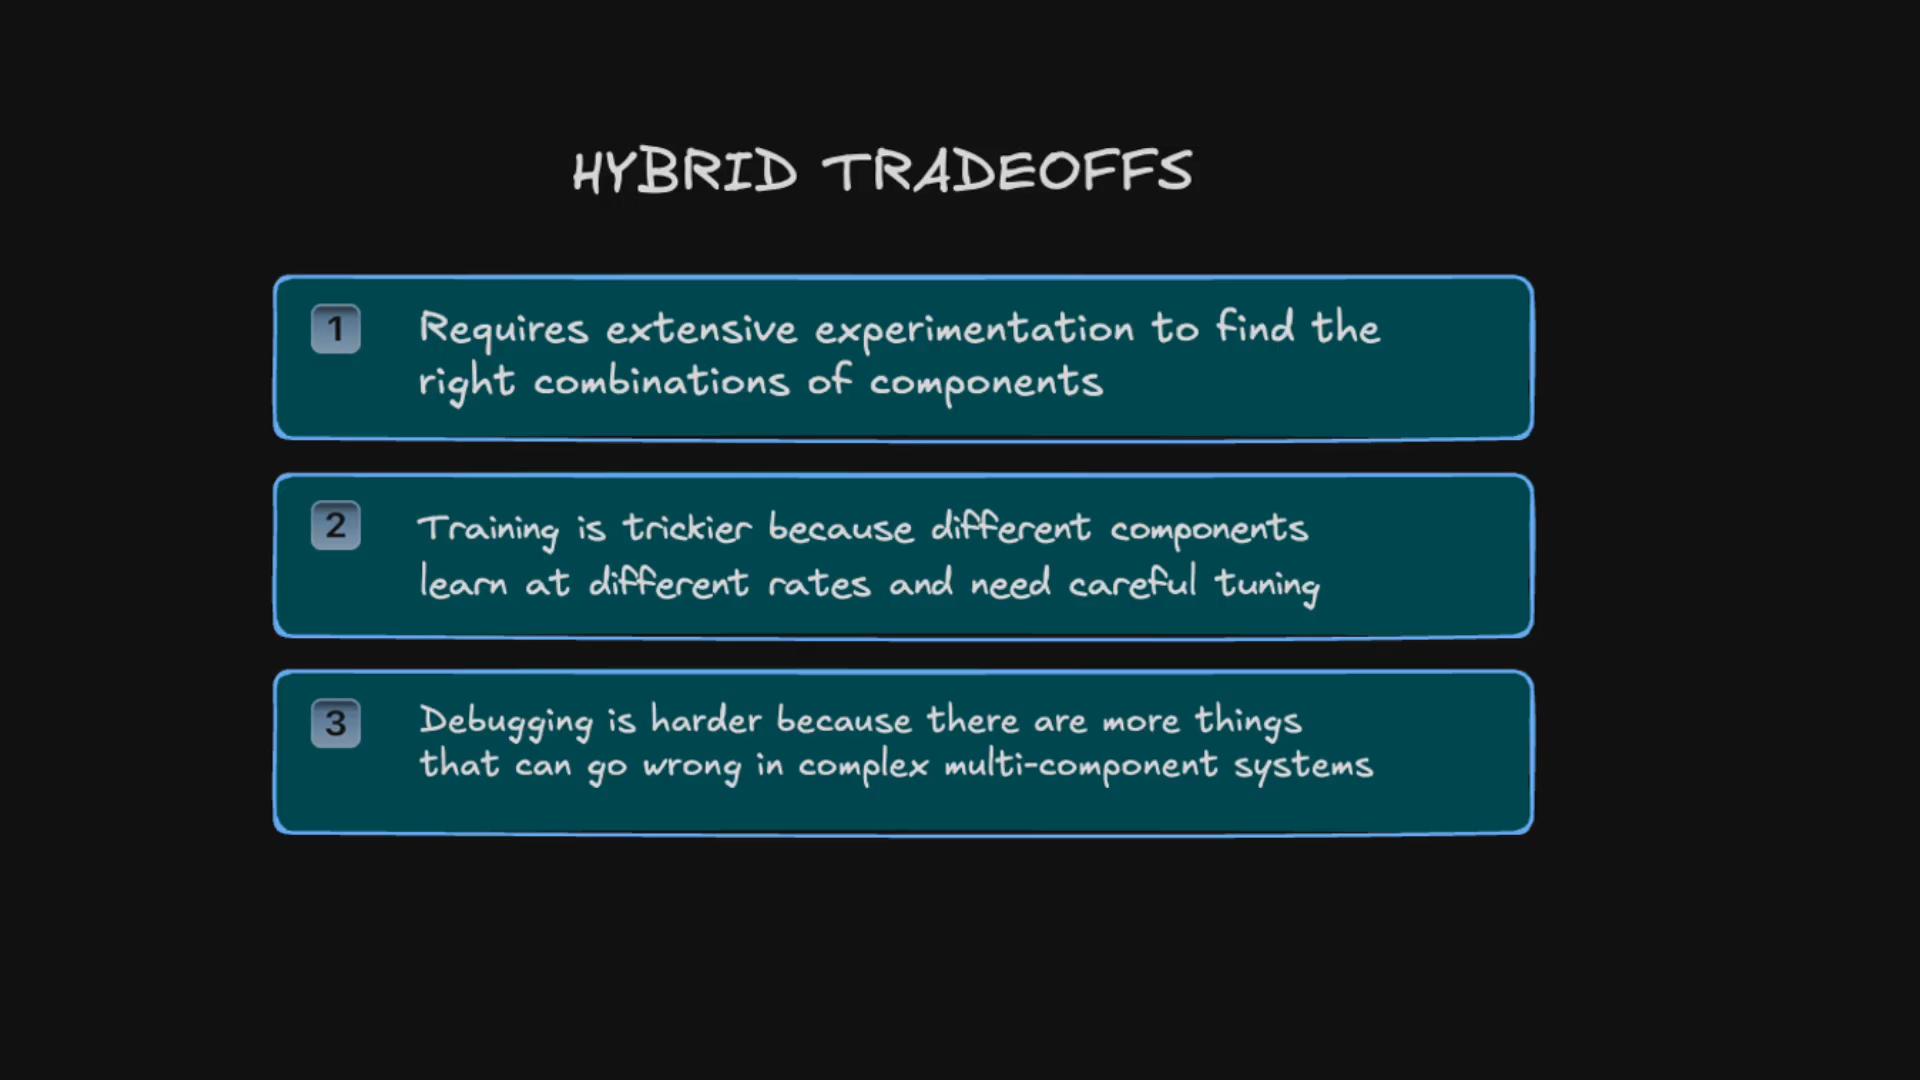 HYBRID TRADEOFFS
1
Requires extensive experimentation to find the
right combinations of components
2
Training is trickier because different components
learn at different rates and need careful tuning
3
Debugging is harder because there are more things
that can go wrong in complex multi-component systems